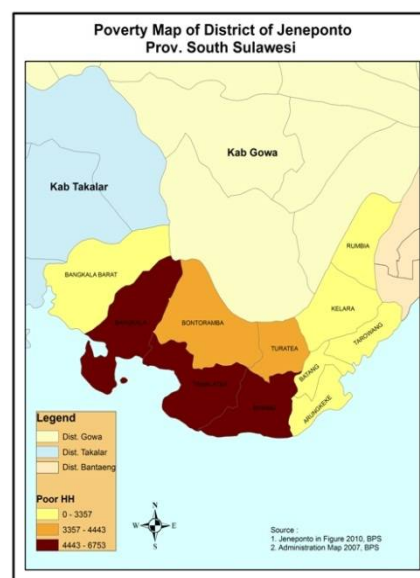 Poverty Map of District of Jeneponto
Prov. South Sulawesi
Kab Gowa
Kab Takalar
RUMBIA
BANGKALA BARAT
KELARA
BONTORAMBA
TAROWANG
TURATEA
BATANG
ARUNGKEKE
Legend
Dist. Gowa
Dist. Takalar
Dist. Bantaeng
Poor HH
0 - 3357
3357 - 4443
4443 - 6753
N
W
E
S
Source :
1. Jeneponto in Figure 2010, BPS
2. Administration Map 2007, BPS